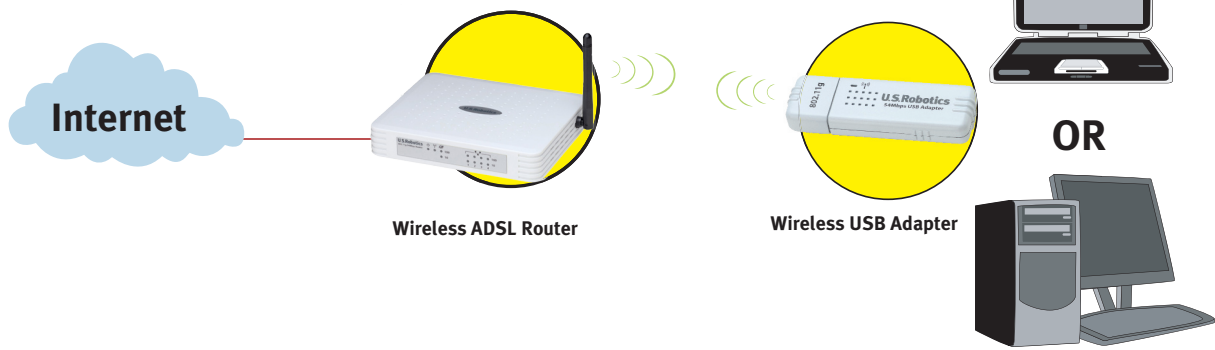 Internet
U.S.Robotics
Wireless ADSL Router
802.11g
U.S.Robotics
54Mbps USB Adapter
Wireless USB Adapter
OR